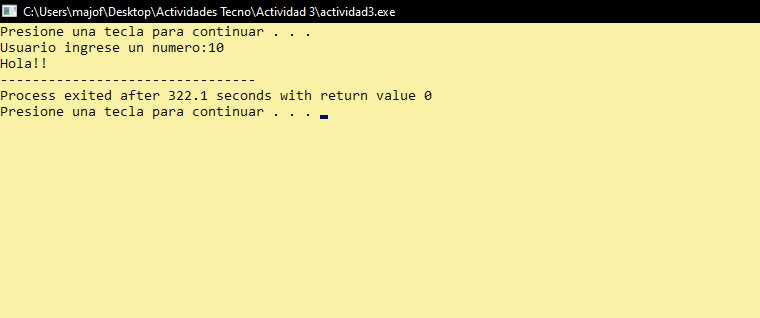 C:\Users\majof\Desktop\Actividades Tecno\Actividad 3\actividad3.exe
Presione una tecla para continuar . . .
Usuario ingrese un numero:10
Hola!!
--------------------------------
Process exited after 322.1 seconds with return value 0
Presione una tecla para continuar . . .